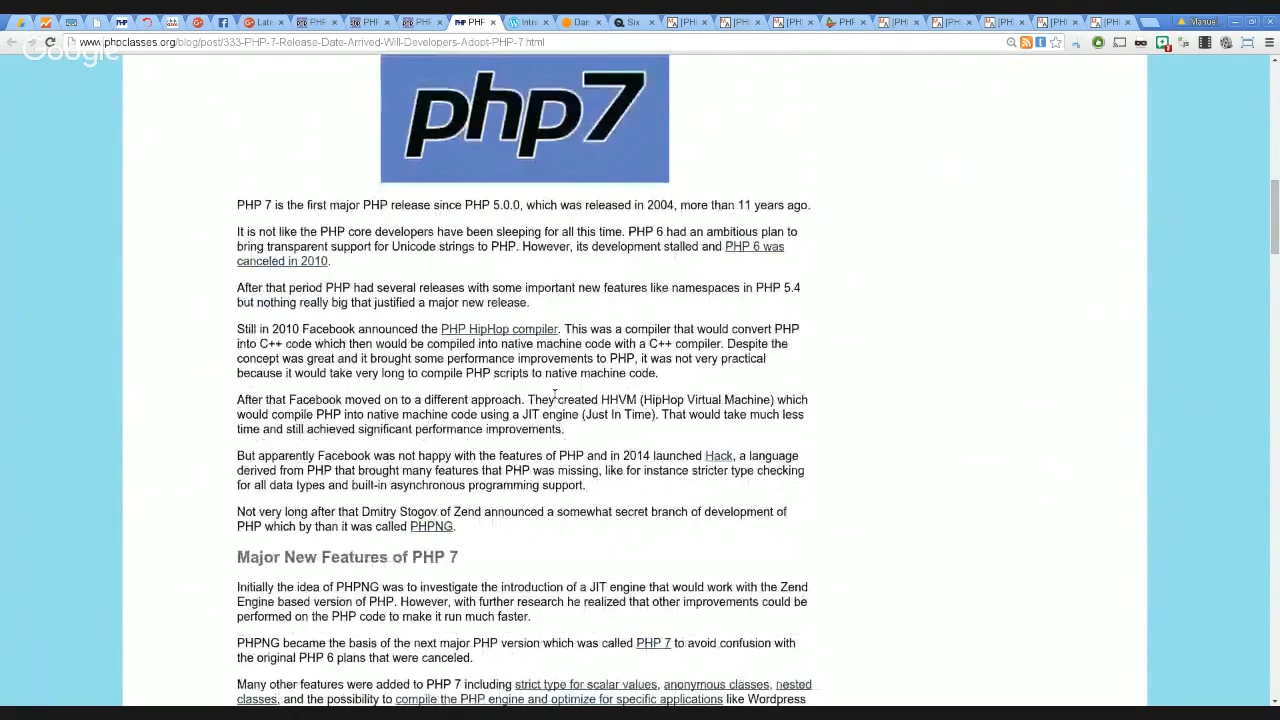 PHP
PHP
PHP
PHP
Intro
Dan
Six
[PH
[PH
[PH
PHP
[PH
[PH
[PH
[PH
[PH
Manuel
www.phpclasses.org/blog/post/333-PHP-7-Release-Date-Arrived-Will-Developers-Adopt-PHP-7.html
Google
php7
PHP 7 is the first major PHP release since PHP 5.0.0, which was released in 2004, more than 11 years ago.
It is not like the PHP core developers have been sleeping for all this time. PHP 6 had an ambitious plan to
bring transparent support for Unicode strings to PHP. However, its development stalled and PHP 6 was
canceled in 2010.
After that period PHP had several releases with some important new features like namespaces in PHP 5.4
but nothing really big that justified a major new release.
Still in 2010 Facebook announced the PHP HipHop compiler. This was a compiler that would convert PHP
into C++ code which then would be compiled into native machine code with a C++ compiler. Despite the
concept was great and it brought some performance improvements to PHP, it was not very practical
because it would take very long to compile PHP scripts to native machine code.
After that Facebook moved on to a different approach. They created HHVM (HipHop Virtual Machine) which
would compile PHP into native machine code using a JIT engine (Just In Time). That would take much less
time and still achieved significant performance improvements.
But apparently Facebook was not happy with the features of PHP and in 2014 launched Hack, a language
derived from PHP that brought many features that PHP was missing, like for instance stricter type checking
for all data types and built-in asynchronous programming support.
Not very long after that Dmitry Stogov of Zend announced a somewhat secret branch of development of
PHP which by than it was called PHPNG.
Major New Features of PHP 7
Initially the idea of PHPNG was to investigate the introduction of a JIT engine that would work with the Zend
Engine based version of PHP. However, with further research he realized that other improvements could be
performed on the PHP code to make it run much faster.
PHPNG became the basis of the next major PHP version which was called PHP 7 to avoid confusion with
the original PHP 6 plans that were canceled.
Many other features were added to PHP 7 including strict type for scalar values, anonymous classes, nested
classes, and the possibility to compile the PHP engine and optimize for specific applications like Wordpress